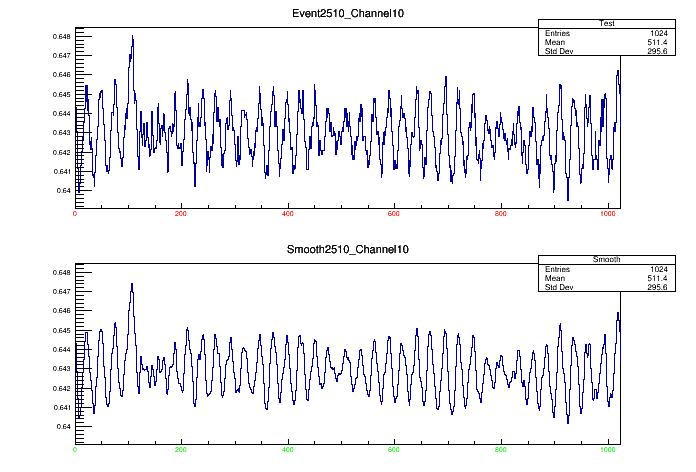 Event2510_Channel10
Test
Entries 1024
Mean 511.4
Std Dev 295.6
0.648
0.647
0.646
0.645
0.644
0.643
0.642
0.641
0.64
0 200 400 600 800 1000
Smooth2510_Channel10
Smooth
Entries 1024
Mean 511.4
Std Dev 295.6
0.648
0.647
0.646
0.645
0.644
0.643
0.642
0.641
0.64
0 200 400 600 800 1000